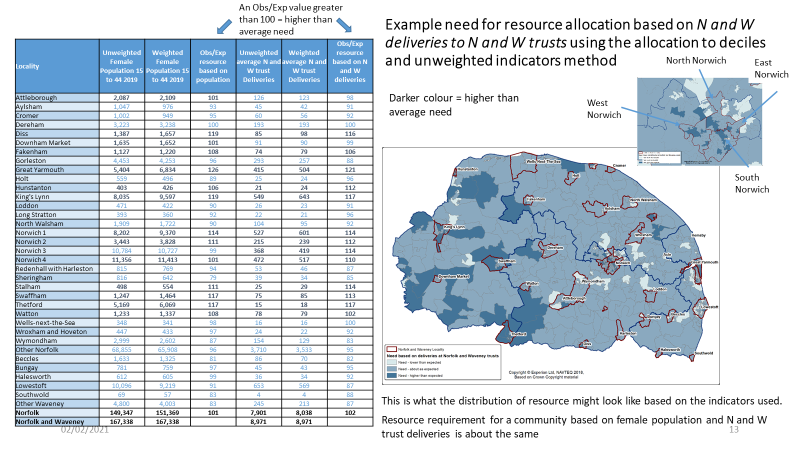 An Obs/Exp value greater
than 100 = higher than
average need
Example need for resource allocation based on N and W
deliveries to N and W trusts using the allocation to deciles
and unweighted indicators method
Locality Unweighted Female Population 15 to 44 2019 Weighted Female Population 15 to 44 2019 Obs/Exp resource based on population Unweighted average N and W trust Deliveries Weighted average N and W trust Deliveries Obs/Exp resource based on N and W deliveries
Attleborough 2,087 2,109 101 126 123 98
Aylsham 1,047 976 93 45 42 91
Cromer 1,002 949 95 60 56 92
Dereham 3,223 3,238 100 193 193 100
Diss 1,387 1,657 119 85 98 116
Downham Market 1,635 1,652 101 91 90 99
Fakenham 1,127 1,220 108 74 79 106
Gorleston 4,453 4,253 96 293 257 88
Great Yarmouth 5,404 6,834 126 415 504 121
Holt 559 496 89 25 24 96
Hunstanton 403 426 106 21 24 112
King's Lynn 8,035 9,597 119 549 643 117
Loddon 471 422 90 26 23 91
Long Stratton 393 360 92 22 21 96
North Walsham 1,909 1,722 90 104 95 92
Norwich 1 8,202 9,370 114 527 601 114
Norwich 2 3,443 3,828 111 215 239 112
Norwich 3 10,784 10,727 99 368 419 114
Norwich 4 11,356 11,413 101 472 517 110
Redenhall with Harleston 815 769 94 53 46 87
Sheringham 816 642 79 39 34 85
Stalham 498 554 111 25 29 114
Swaffham 1,247 1,464 117 75 85 113
Thetford 5,169 6,069 117 15 18 117
Watton 1,233 1,337 108 78 79 102
Wells-next-the-Sea 348 341 98 16 16 100
Wroxham and Hoveton 447 433 97 24 22 92
Wymondham 2,999 2,602 87 154 129 83
Other Norfolk 68,855 65,908 96 3,710 3,533 95
Beccles 1,633 1,325 81 86 70 82
Bungay 781 759 97 45 43 95
Halesworth 612 605 99 36 34 92
Lowestoft 10,096 9,219 91 653 569 87
Southwold 69 57 83 4 4 88
Other Waveney 4,800 4,003 83 245 213 87
Norfolk 149,347 151,369 101 7,901 8,038 102
Norfolk and Waveney 167,338 167,338 8,971 8,971
02/02/2021
Darker colour = higher than
average need
North Norwich
East
Norwich
West
Norwich
South
Norwich
Wells-Next-The-Sea
Cromer
Hunstanton
Fakenham
North Walsham
King's Lynn
Dereham
Swaffham
Norwich
Downham Market
Watton
Wymondham
Attleborough
Thetford
Lowestoft
Halesworth
Southwold
Norfolk and Waveney Locality
Need based on deliveries at Norfolk and Waveney trusts
Need - lower than expected
Need - about as expected
Need - higher than expected
Copyright © Experian Ltd, NAVTEQ 2018.
Based on Crown Copyright material
This is what the distribution of resource might look like based on the indicators used.
Resource requirement for a community based on female population and N and W
trust deliveries is about the same
13